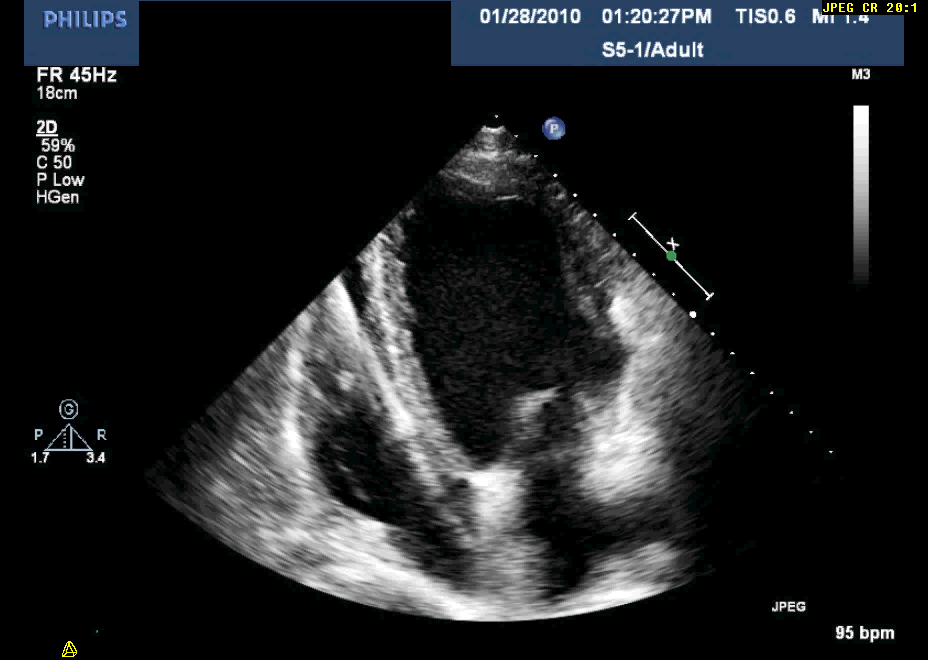 JPEG CR 20:1
PHILIPS
01/28/2010 01:20:27PM TIS0.6 MI 1.4
S5-1/Adult
FR 45Hz
18cm
M3
2D
59%
C 50
P Low
HGen
P
X
G
P R
1.7 3.4
JPEG
95 bpm